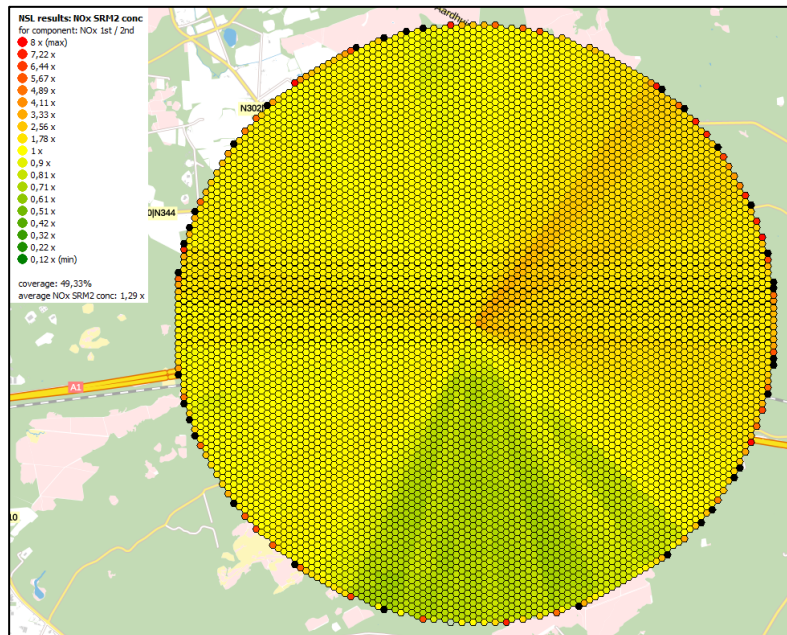 NSL results: NOx SRM2 conc
for component: NOx 1st / 2nd
8 x (max)
7,22 x
6,44 x
5,67 x
4,89 x
4,11 x
3,33 x
2,56 x
1,78 x
1 x
0,9 x
0,81 x
0,71 x
0,61 x
0,51 x
0,42 x
0,32 x
0,22 x
0,12 x (min)
coverage: 49,33%
average NOx SRM2 conc: 1,29 x
N302
0|N344
A1
10